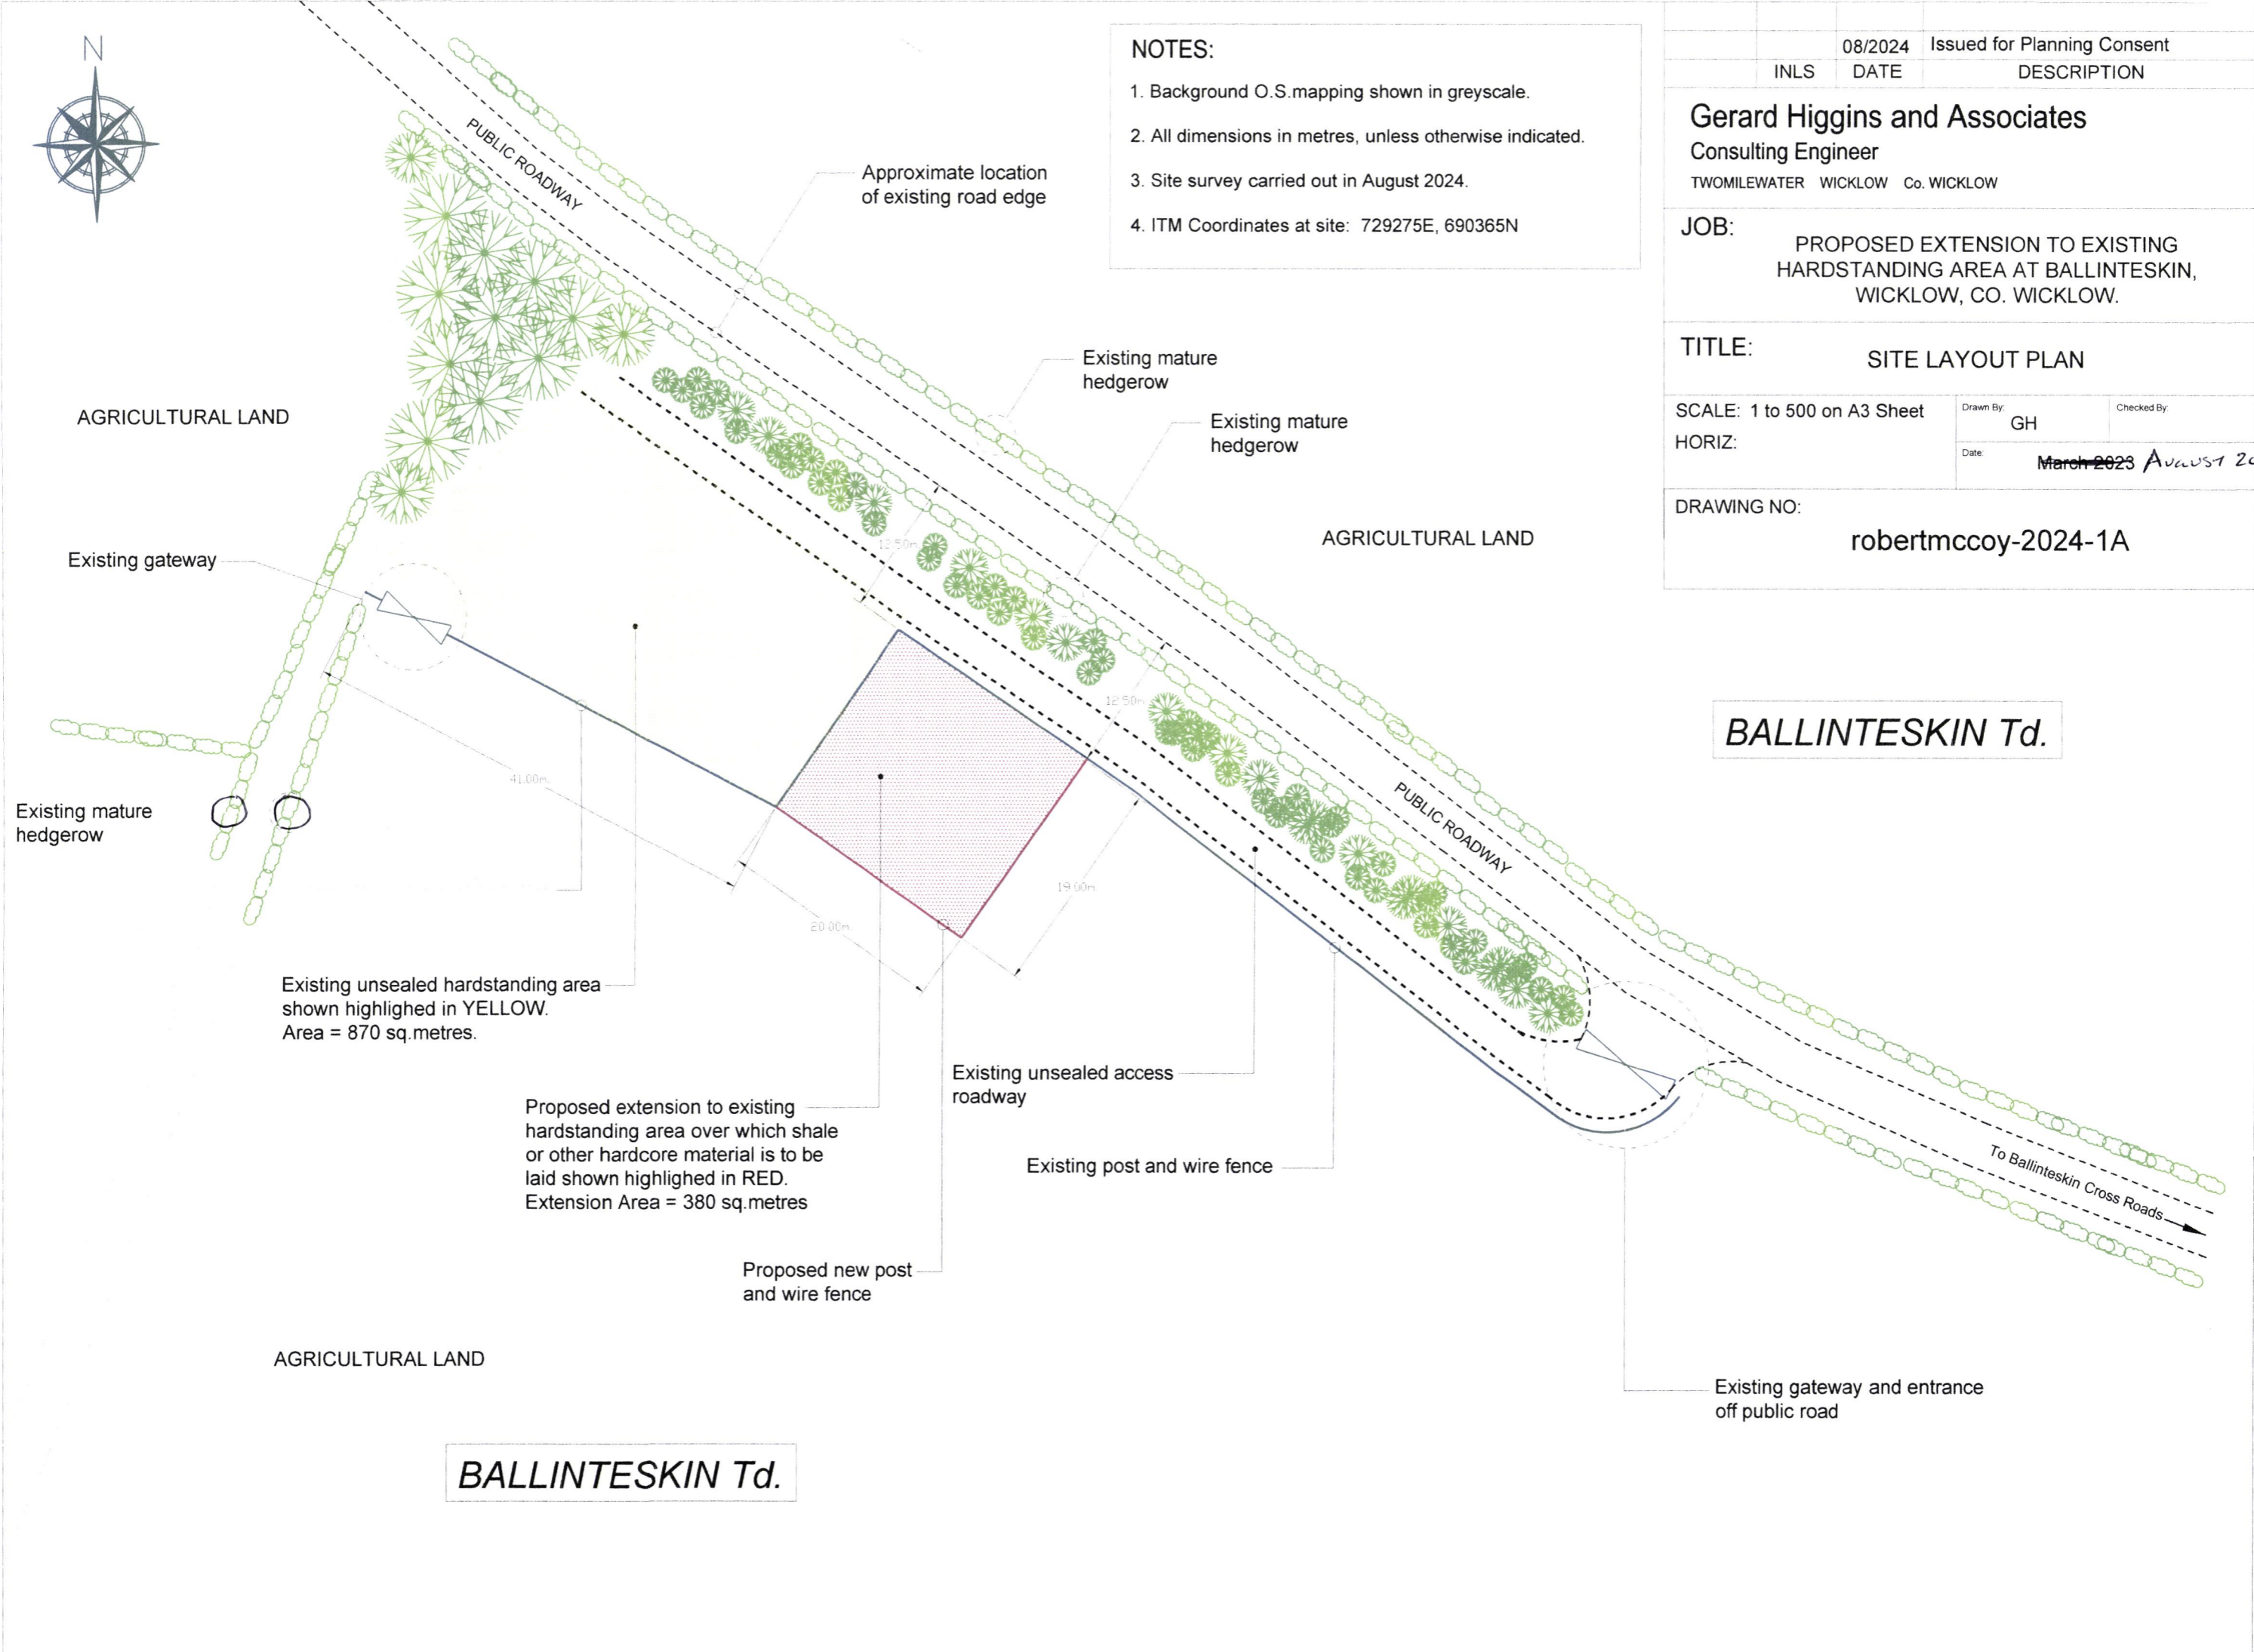 N
NOTES:
1. Background O.S.mapping shown in greyscale.
2. All dimensions in metres, unless otherwise indicated.
3. Site survey carried out in August 2024.
4. ITM Coordinates at site: 729275E, 690365N
08/2024 Issued for Planning Consent
INLS DATE DESCRIPTION
Gerard Higgins and Associates
Consulting Engineer
TWOMILEWATER WICKLOW Co. WICKLOW
JOB:
PROPOSED EXTENSION TO EXISTING
HARDSTANDING AREA AT BALLINTESKIN,
WICKLOW, CO. WICKLOW.
TITLE:
SITE LAYOUT PLAN
SCALE: 1 to 500 on A3 Sheet
HORIZ:
Drawn By:
GH
Checked By:
Date:
March 2023 August
DRAWING NO:
robertmccoy-2024-1A
PUBLIC ROADWAY
Approximate location
of existing road edge
Existing mature
hedgerow
Existing mature
hedgerow
AGRICULTURAL LAND
AGRICULTURAL LAND
Existing gateway
12.50m.
12.50m.
BALLINTESKIN Td.
41.00m.
PUBLIC ROADWAY
Existing mature
hedgerow
19.00m.
20.00m.
Existing unsealed hardstanding area
shown highlighed in YELLOW.
Area = 870 sq.metres.
Existing unsealed access
roadway
Proposed extension to existing
hardstanding area over which shale
or other hardcore material is to be
laid shown highlighed in RED.
Extension Area = 380 sq.metres
Existing post and wire fence
To Ballinteskin Cross Roads
Proposed new post
and wire fence
AGRICULTURAL LAND
Existing gateway and entrance
off public road
BALLINTESKIN Td.